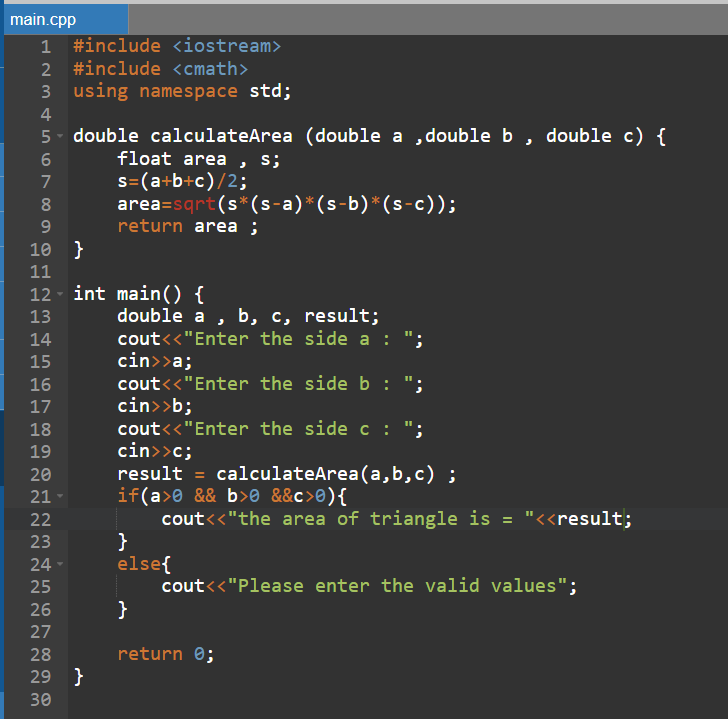 main.cpp
1 #include <iostream>
2 #include <cmath>
3 using namespace std;
4
5 double calculateArea (double a ,double b , double c) {
6     float area , s;
7     s=(a+b+c)/2;
8     area=sqrt(s*(s-a)*(s-b)*(s-c));
9     return area ;
10 }
11
12 int main() {
13     double a , b, c, result;
14     cout<<"Enter the side a : ";
15     cin>>a;
16     cout<<"Enter the side b : ";
17     cin>>b;
18     cout<<"Enter the side c : ";
19     cin>>c;
20     result = calculateArea(a,b,c) ;
21     if(a>0 && b>0 &&c>0){
22         cout<<"the area of triangle is = "<<result;
23     }
24     else{
25         cout<<"Please enter the valid values";
26     }
27
28     return 0;
29 }
30